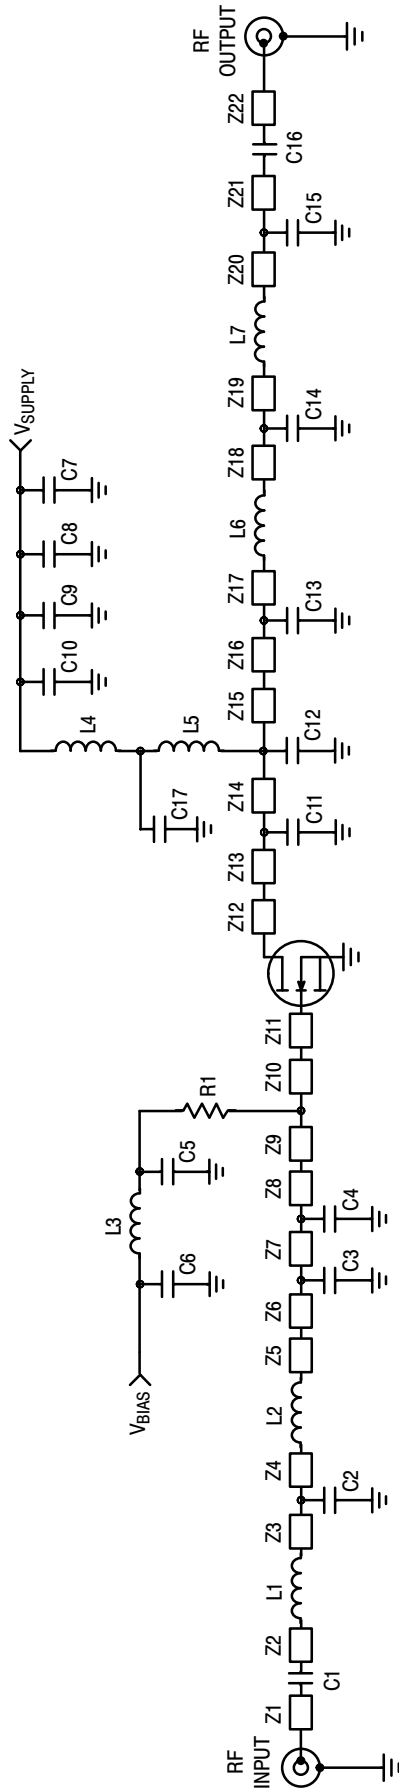 RF
INPUT
Z1
C1
Z2
L1
Z3
C2
Z4
L2
Z5
Z6
C3
Z7
C4
Z8
Z9
Z10
Z11
VBIAS
C6
L3
C5
R1
Z12
Z13
C11
Z14
C12
C17
L5
L4
C10
C9
C8
C7
VSUPPLY
Z15
Z16
C13
Z17
L6
Z18
C14
Z19
L7
Z20
C15
Z21
C16
Z22
RF
OUTPUT